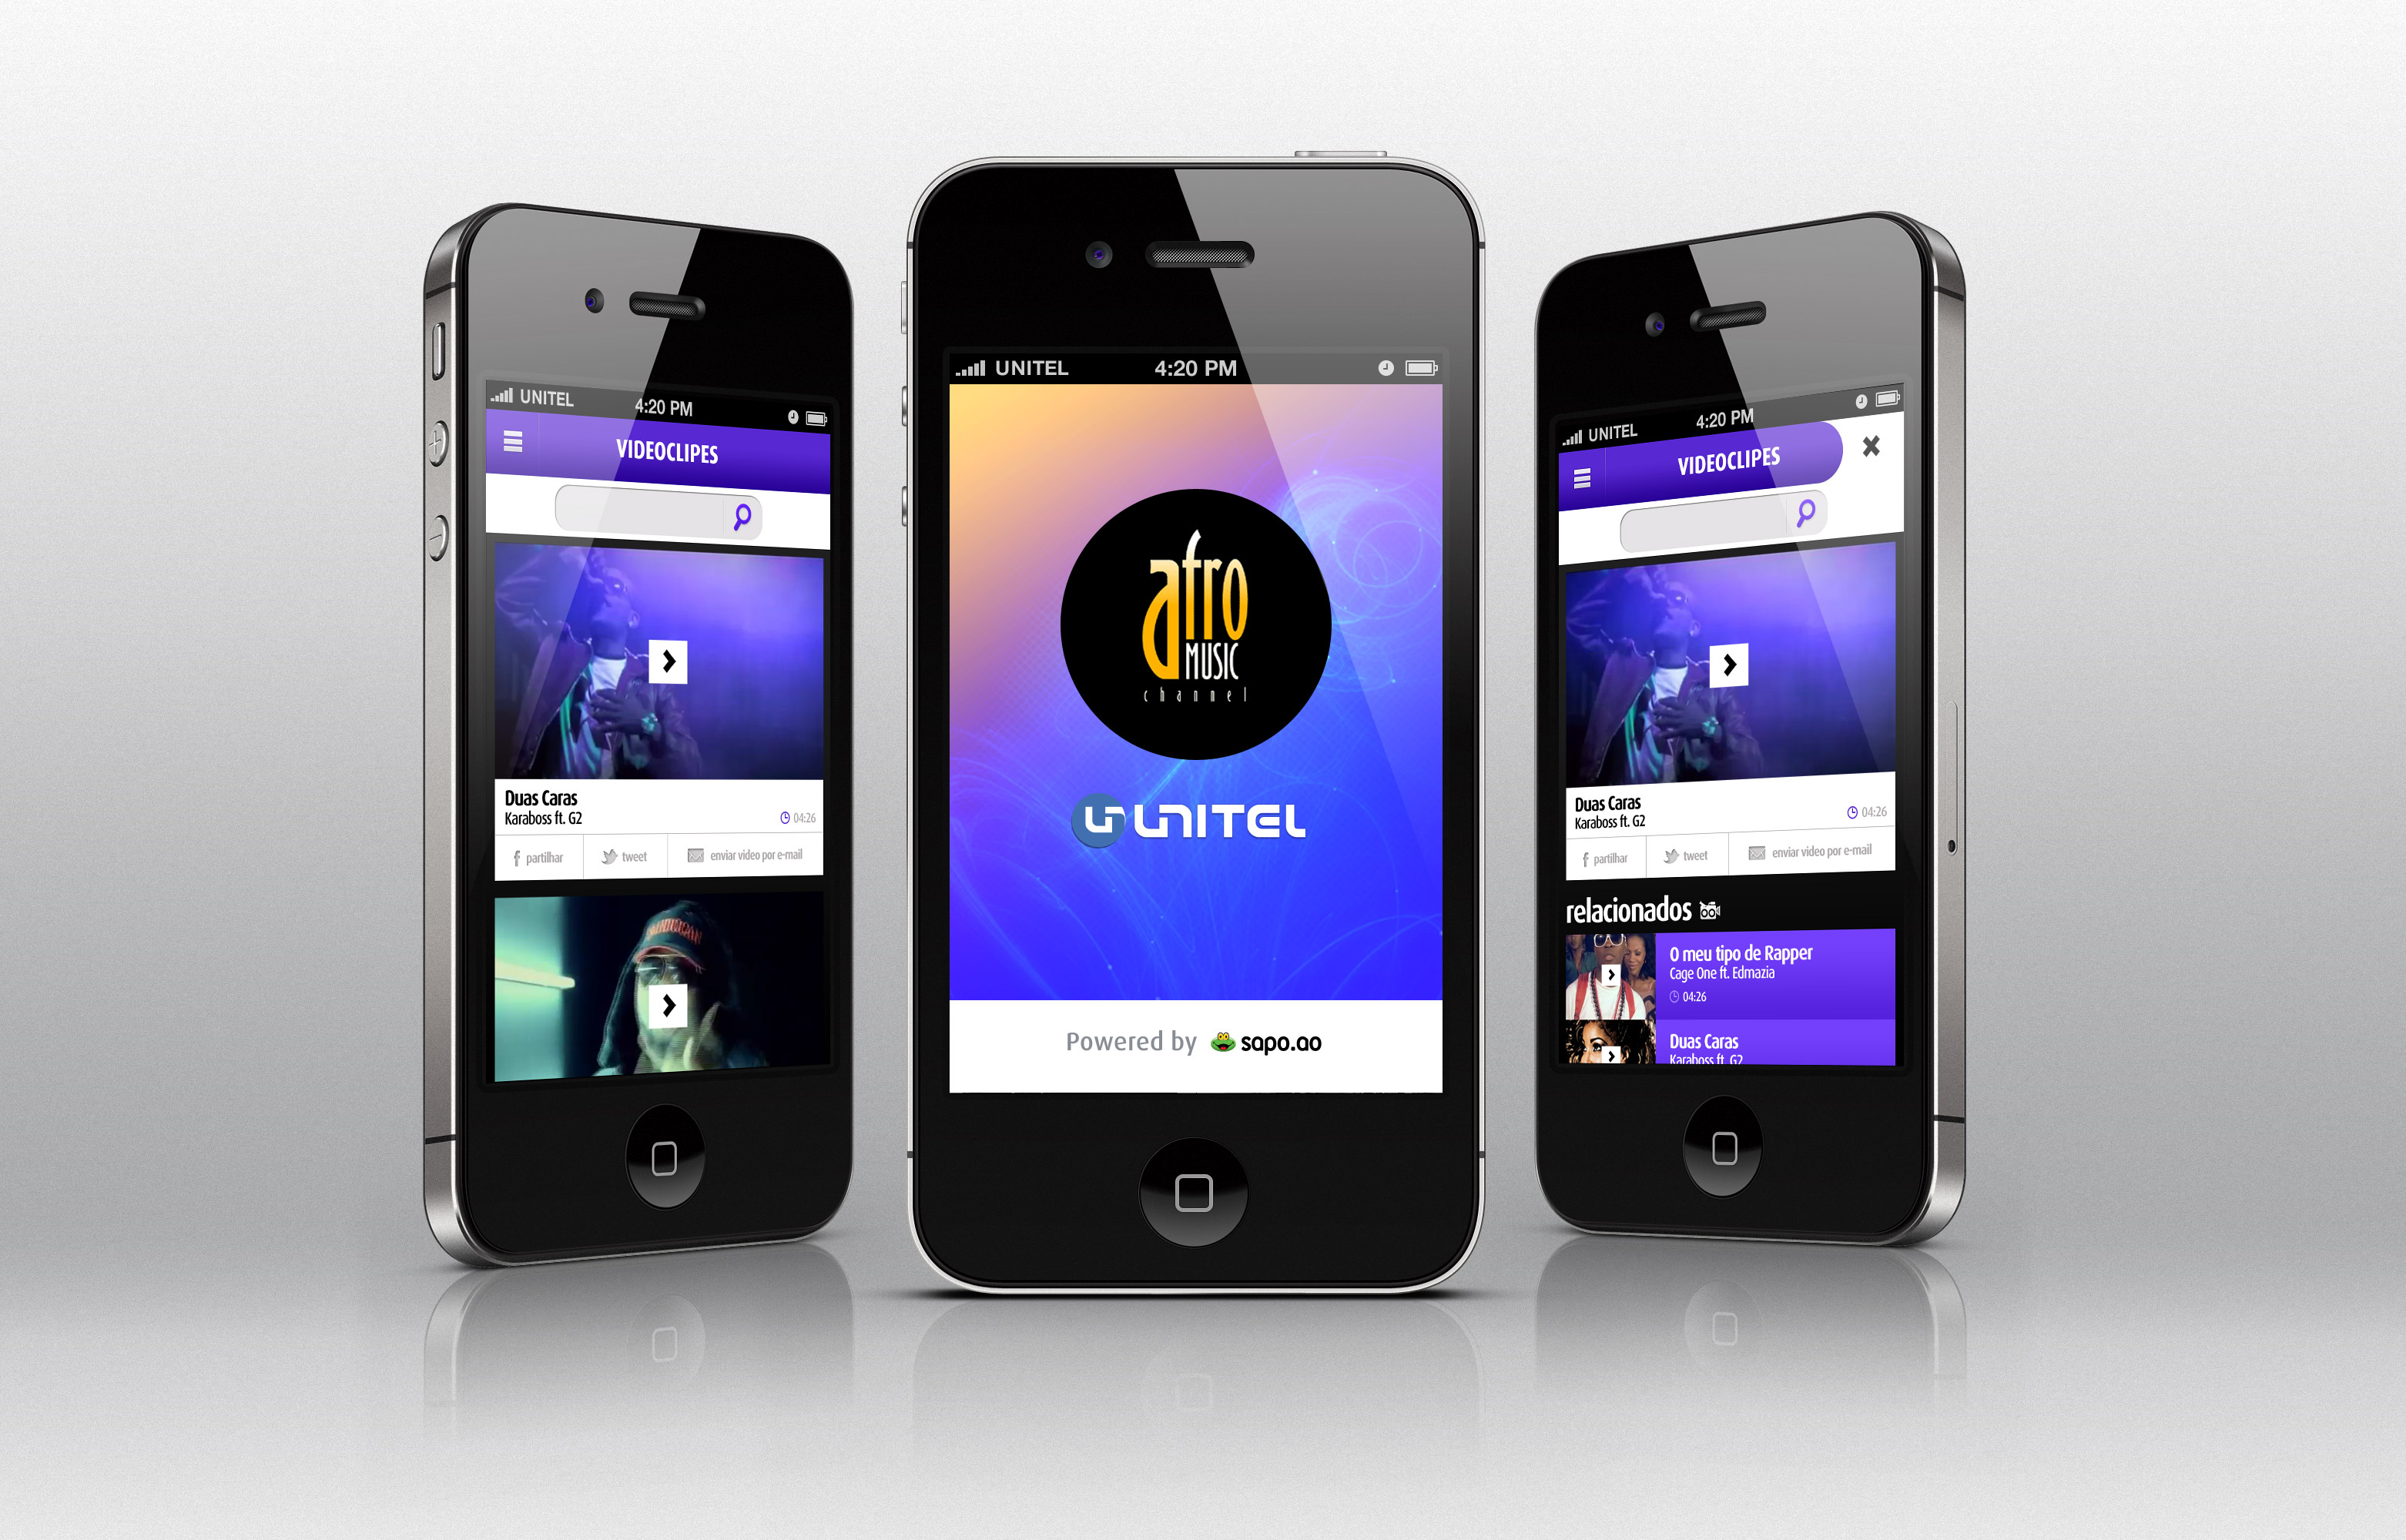 UNITEL 4:20 PM
VIDEOCLIPES
Duas Caras
Karaboss ft. G2
04:26
partilhar
tweet
enviar video por e-mail
UNITEL 4:20 PM
afro
MUSIC
channel
UNITEL
Powered by sapo.ao
UNITEL 4:20 PM
VIDEOCLIPES
Duas Caras
Karaboss ft. G2
04:26
partilhar
tweet
enviar video por e-mail
relacionados
O meu tipo de Rapper
Cage One ft. Edmazia
04:26
Duas Caras
Karaboss ft. G2